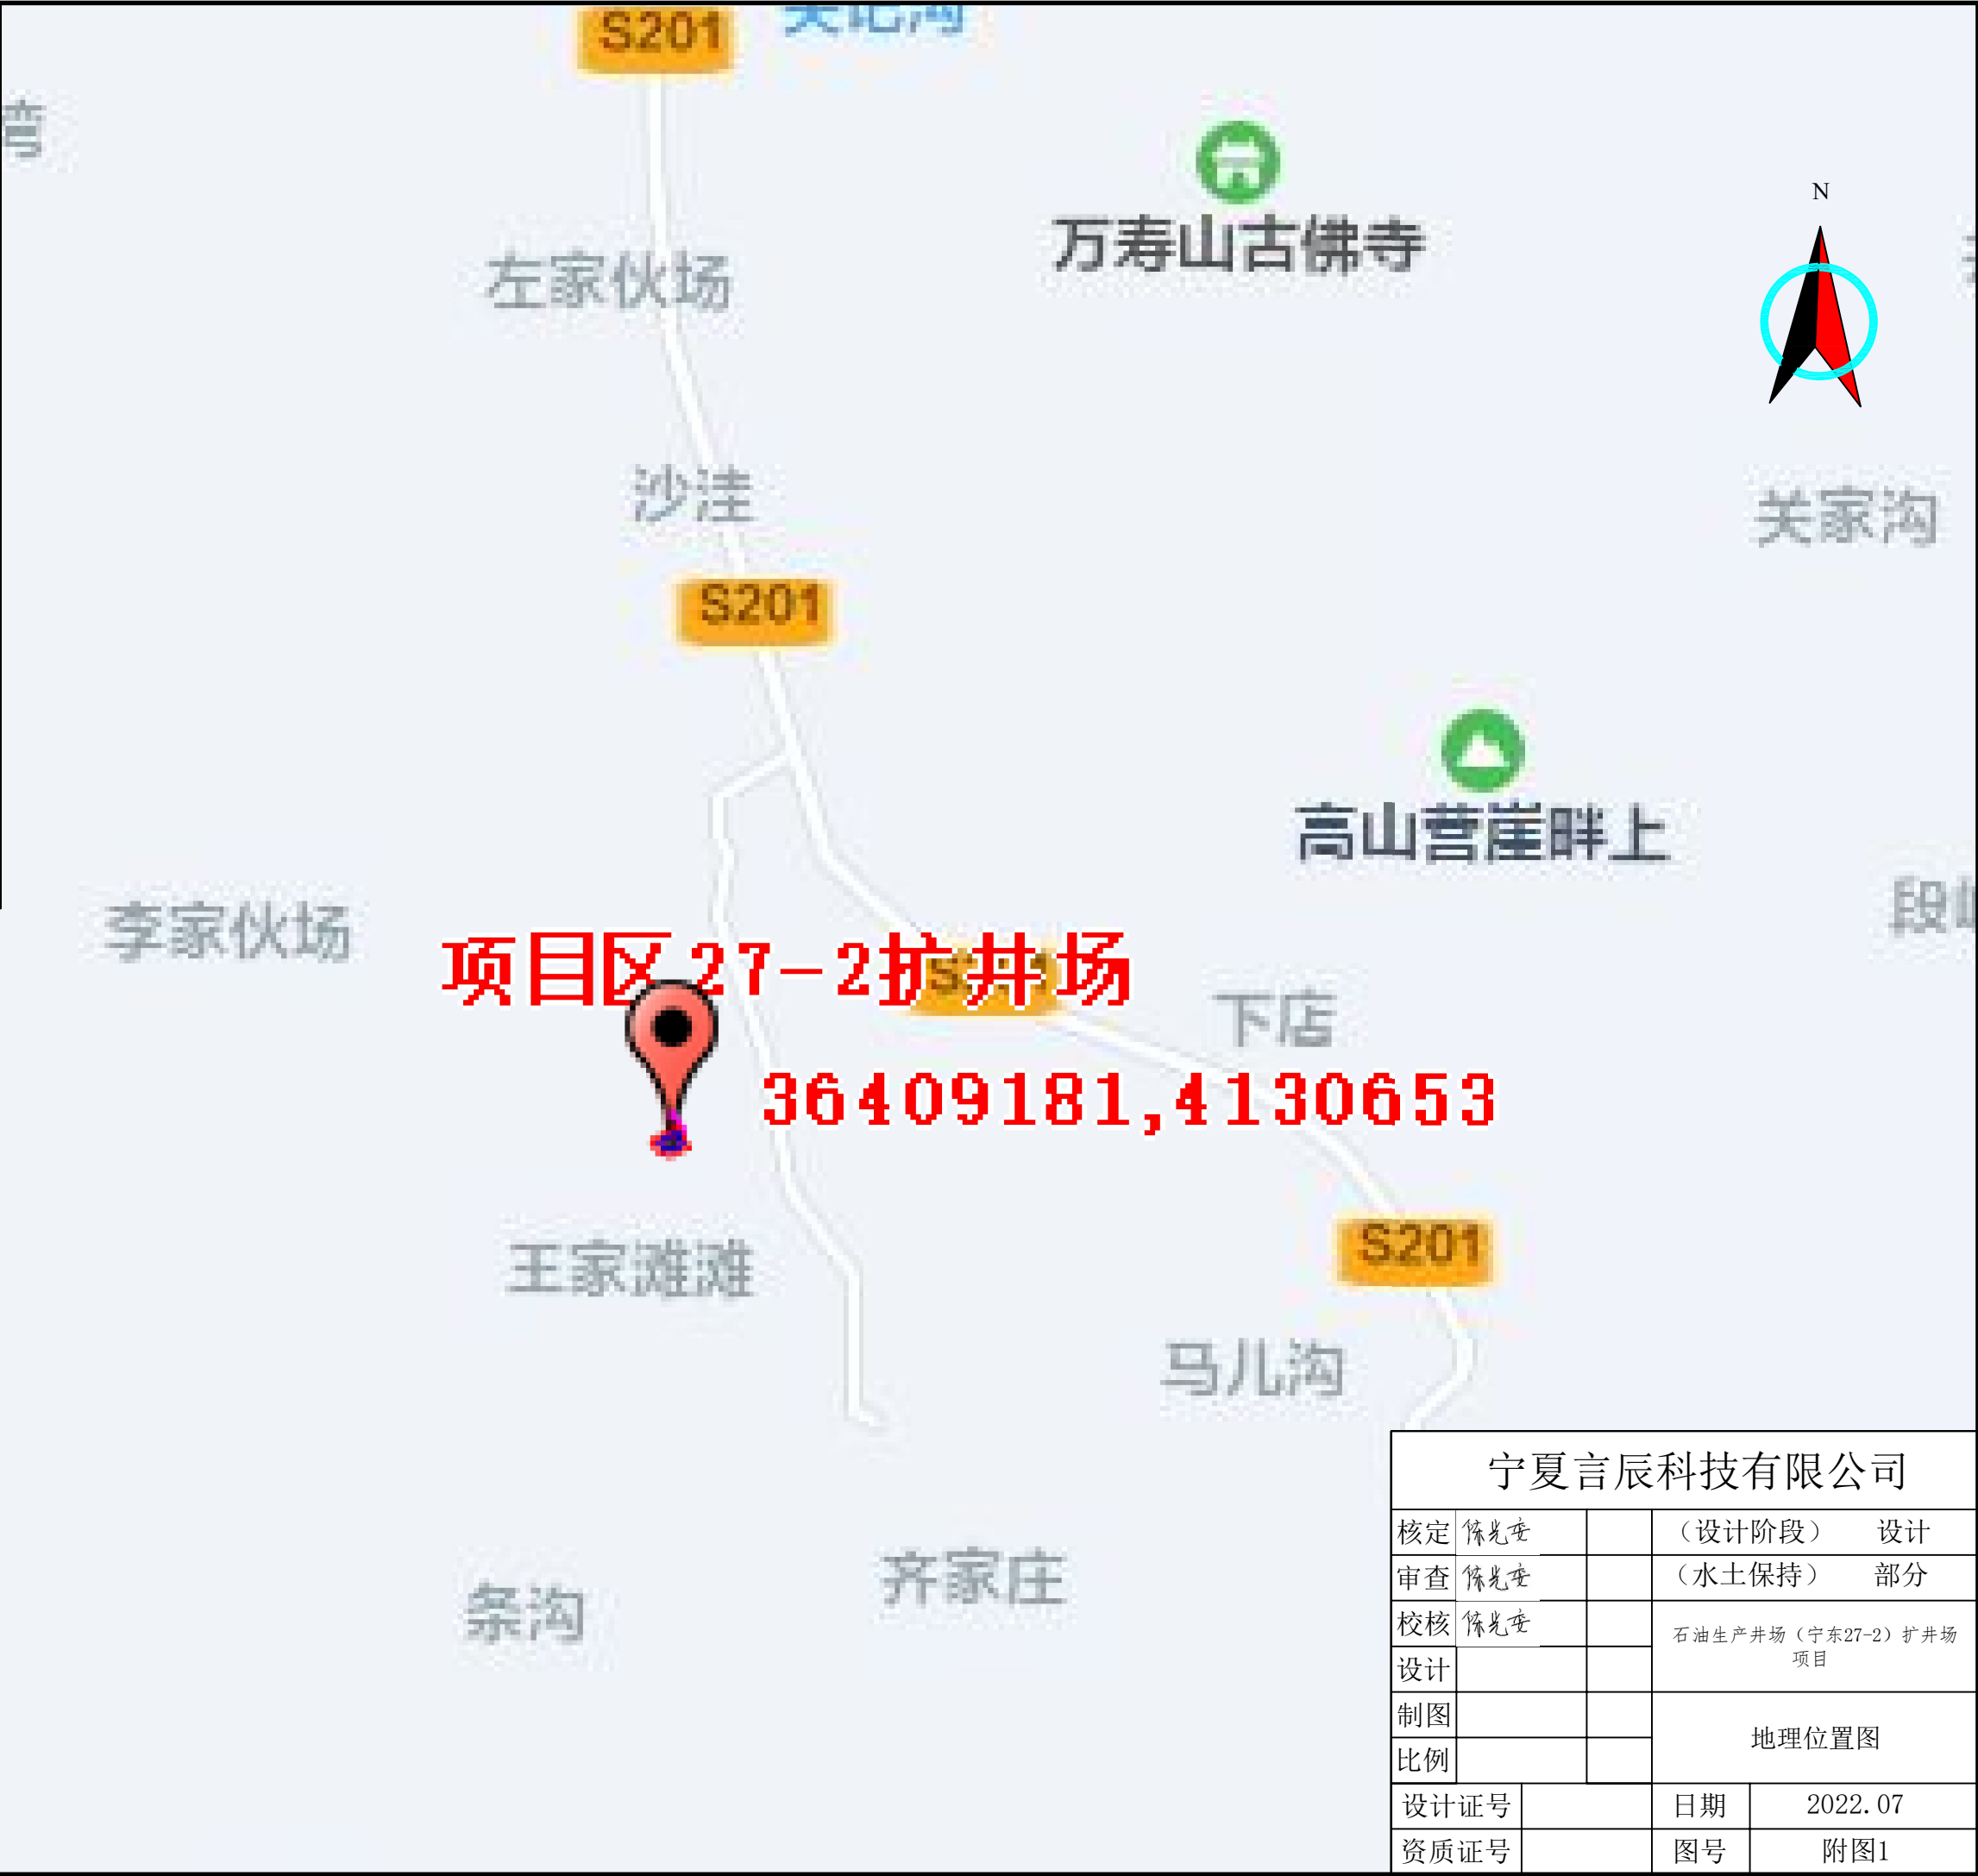 S201
湾
左家伙场
万寿山古佛寺
N
沙洼
关家沟
S201
高山营崖畔上
李家伙场
项目区27-2扩井场
下店
36409181,4130653
王家滩滩
S201
马儿沟
齐家庄
条沟
宁夏言辰科技有限公司
核定 （设计阶段） 设计
审查 （水土保持） 部分
校核
石油生产井场（宁东27-2）扩井场
项目
设计
制图
地理位置图
比例
设计证号 日期 2022.07
资质证号 图号 附图1